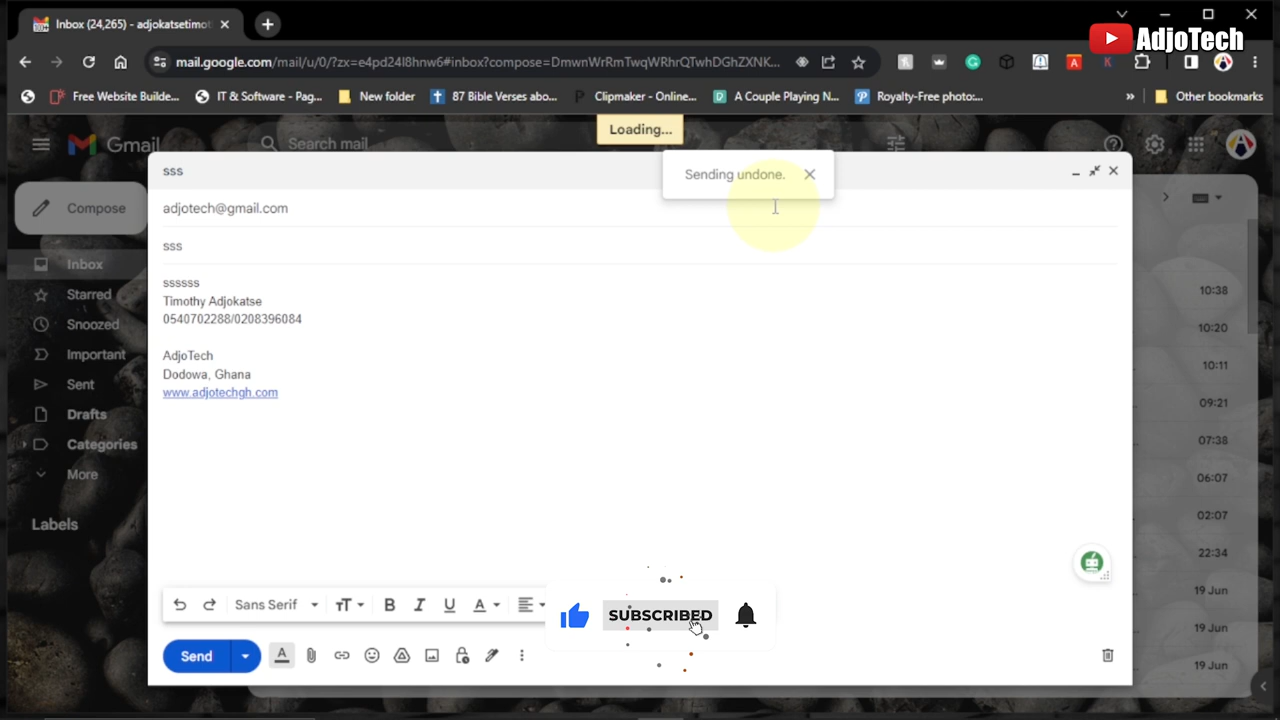 Inbox (24,265) - adjokatsetimot
AdjoTech
mail.google.com/mail/u/0/?zx=e4pd24l8hnw6#inbox?compose=DmwnWrRmTwqWRhrQTwhDGhZXNK...
Free Website Builde... IT & Software - Pag... New folder 87 Bible Verses abo... Clipmaker - Online... A Couple Playing N... Royalty-Free photo:... » Other bookmarks
Loading...
Gmail Search mail
sss
Sending undone.
Compose
adjotech@gmail.com
sss
Inbox
ssssss
Starred
Timothy Adjokatse
10:38
0540702288/0208396084
Snoozed
10:20
Important
AdjoTech
10:11
Dodowa, Ghana
Sent
www.adjotechgh.com
09:21
Drafts
Categories
07:38
More
06:07
02:07
Labels
22:34
Sans Serif
19 Jun
SUBSCRIBED
19 Jun
Send
19 Jun